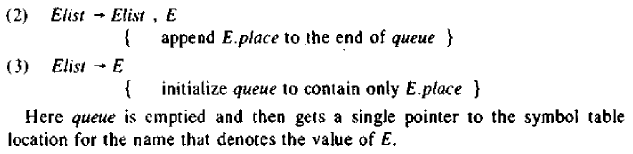 (2) Elist → Elist , E
{ append E.place to the end of queue }
(3) Elist → E
{ initialize queue to contain only E.place }
Here queue is emptied and then gets a single pointer to the symbol table
location for the name that denotes the value of E.